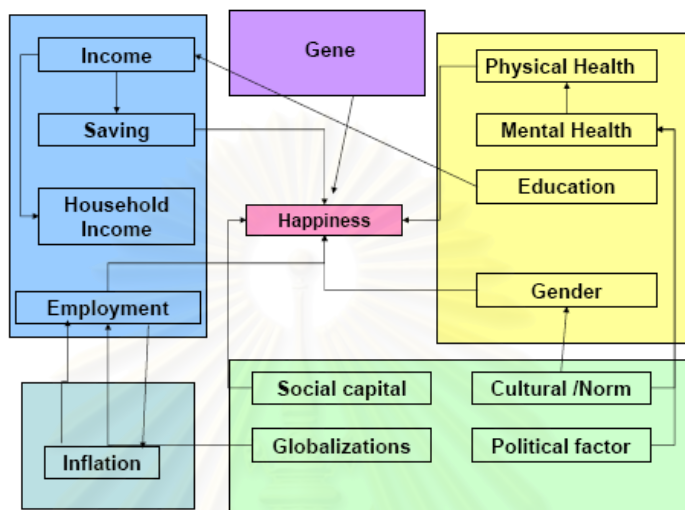 Income
Saving
Household
Income
Employment
Inflation
Gene
Happiness
Physical Health
Mental Health
Education
Gender
Social capital
Cultural /Norm
Globalizations
Political factor